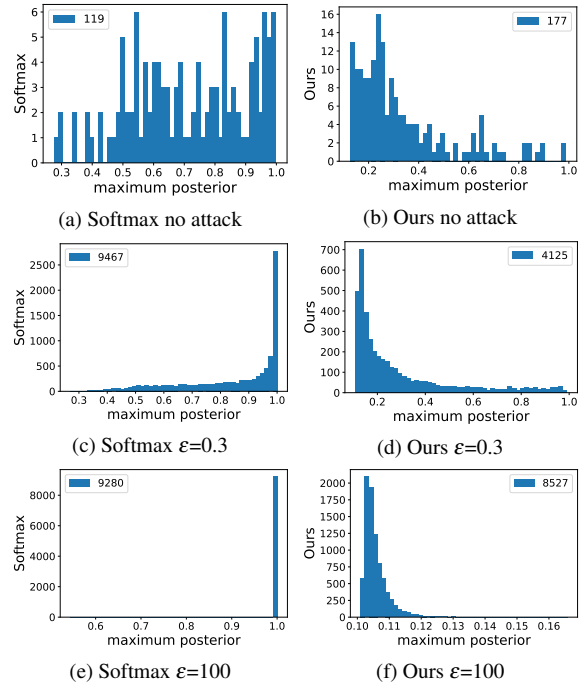 6
5
4
3
2
1
0
Softmax
119
0.3 0.4 0.5 0.6 0.7 0.8 0.9 1.0
maximum posterior
(a) Softmax no attack
16
14
12
10
8
6
4
2
0
Ours
177
0.2 0.4 0.6 0.8 1.0
maximum posterior
(b) Ours no attack
2500
2000
1500
1000
500
0
Softmax
9467
0.3 0.4 0.5 0.6 0.7 0.8 0.9 1.0
maximum posterior
(c) Softmax ε=0.3
700
600
500
400
300
200
100
0
Ours
4125
0.2 0.4 0.6 0.8 1.0
maximum posterior
(d) Ours ε=0.3
8000
6000
4000
2000
0
Softmax
9280
0.6 0.7 0.8 0.9 1.0
maximum posterior
(e) Softmax ε=100
2000
1750
1500
1250
1000
750
500
250
0
Ours
8527
0.10 0.11 0.12 0.13 0.14 0.15 0.16
maximum posterior
(f) Ours ε=100